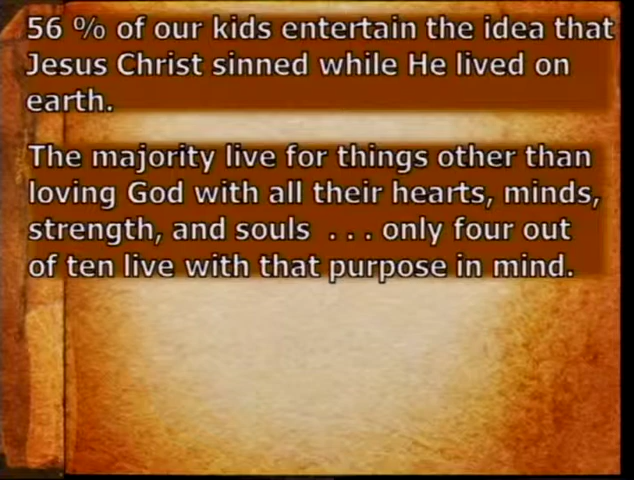 56 % of our kids entertain the idea that
Jesus Christ sinned while He lived on
earth.
The majority live for things other than
loving God with all their hearts, minds,
strength, and souls . . . only four out
of ten live with that purpose in mind.